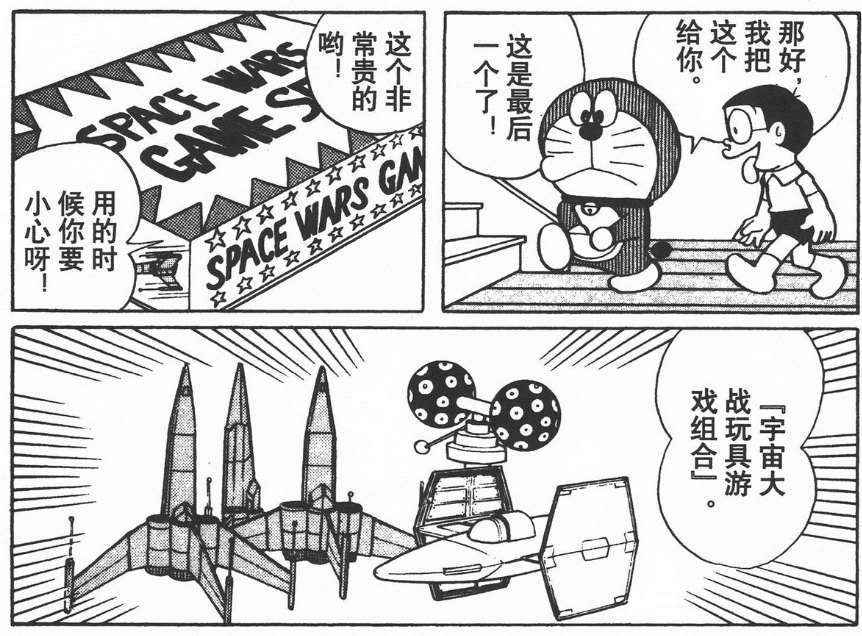 那好，
我把
这个
给你。
这是最后
一个了！
这个非
常贵的
哟！
SPACE WARS
GAME SE
SPACE WARS GAM
用的时
候你要
小心呀！
『宇宙大
战玩具游
戏组合』。